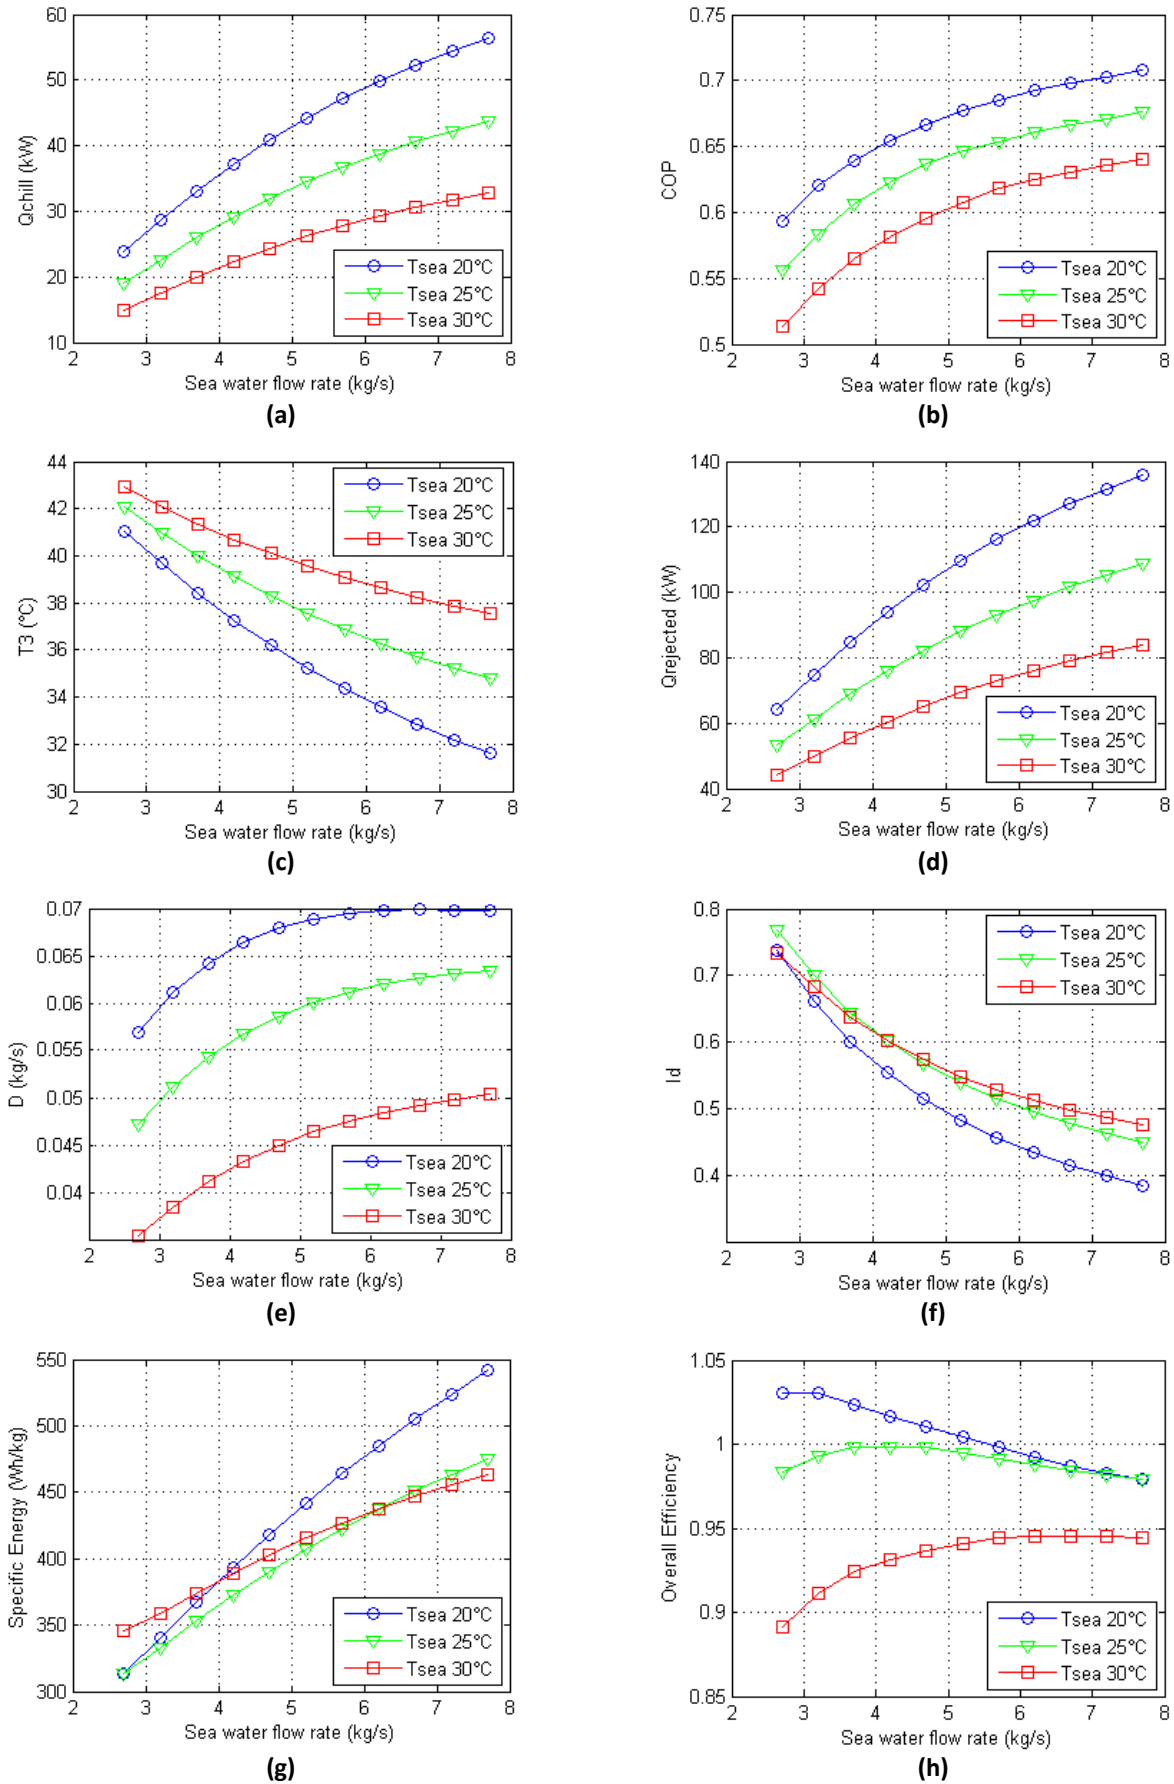 60
50
40
30
20
10
Qchill (kW)
Tsea 20°C
Tsea 25°C
Tsea 30°C
2 3 4 5 6 7 8
Sea water flow rate (kg/s)
(a)
0.75
0.7
0.65
0.6
0.55
0.5
COP
Tsea 20°C
Tsea 25°C
Tsea 30°C
2 3 4 5 6 7 8
Sea water flow rate (kg/s)
(b)
44
42
40
38
36
34
32
30
T3 (°C)
Tsea 20°C
Tsea 25°C
Tsea 30°C
2 3 4 5 6 7 8
Sea water flow rate (kg/s)
(c)
140
120
100
80
60
40
Qrejected (kW)
Tsea 20°C
Tsea 25°C
Tsea 30°C
2 3 4 5 6 7 8
Sea water flow rate (kg/s)
(d)
0.07
0.065
0.06
0.055
0.05
0.045
0.04
D (kg/s)
Tsea 20°C
Tsea 25°C
Tsea 30°C
2 3 4 5 6 7 8
Sea water flow rate (kg/s)
(e)
0.8
0.7
0.6
0.5
0.4
Id
Tsea 20°C
Tsea 25°C
Tsea 30°C
2 3 4 5 6 7 8
Sea water flow rate (kg/s)
(f)
550
500
450
400
350
300
Specific Energy (Wh/kg)
Tsea 20°C
Tsea 25°C
Tsea 30°C
2 3 4 5 6 7 8
Sea water flow rate (kg/s)
(g)
1.05
1
0.95
0.9
0.85
Overall Efficiency
Tsea 20°C
Tsea 25°C
Tsea 30°C
2 3 4 5 6 7 8
Sea water flow rate (kg/s)
(h)